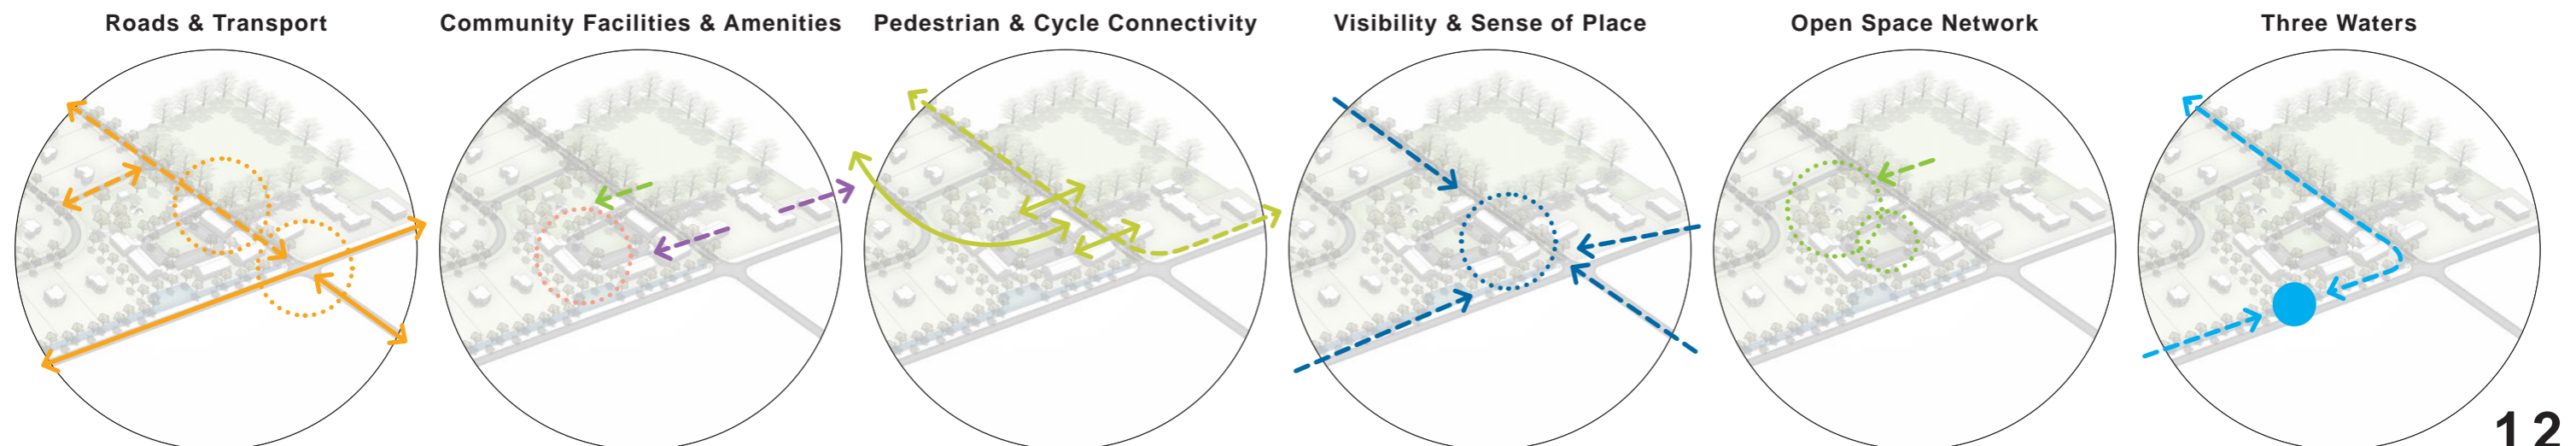 Roads & Transport
Community Facilities & Amenities
Pedestrian & Cycle Connectivity
Visibility & Sense of Place
Open Space Network
Three Waters
12